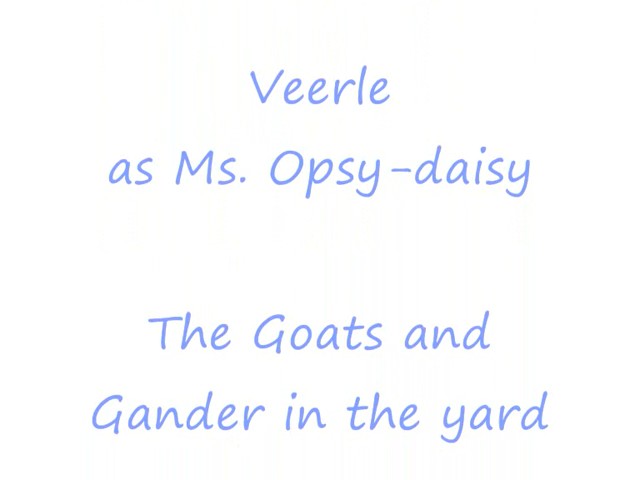 Veerle
as Ms. Opsy-daisy
The Goats and
Gander in the yard